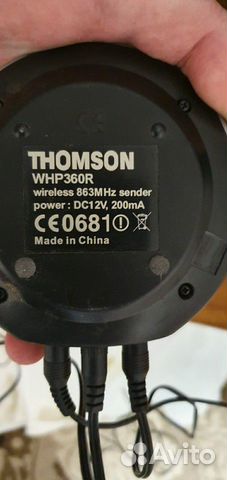 THOMSON
WHP360R
wireless 863MHz sender
power : DC12V, 200mA
CE0681
Made in China
Avito